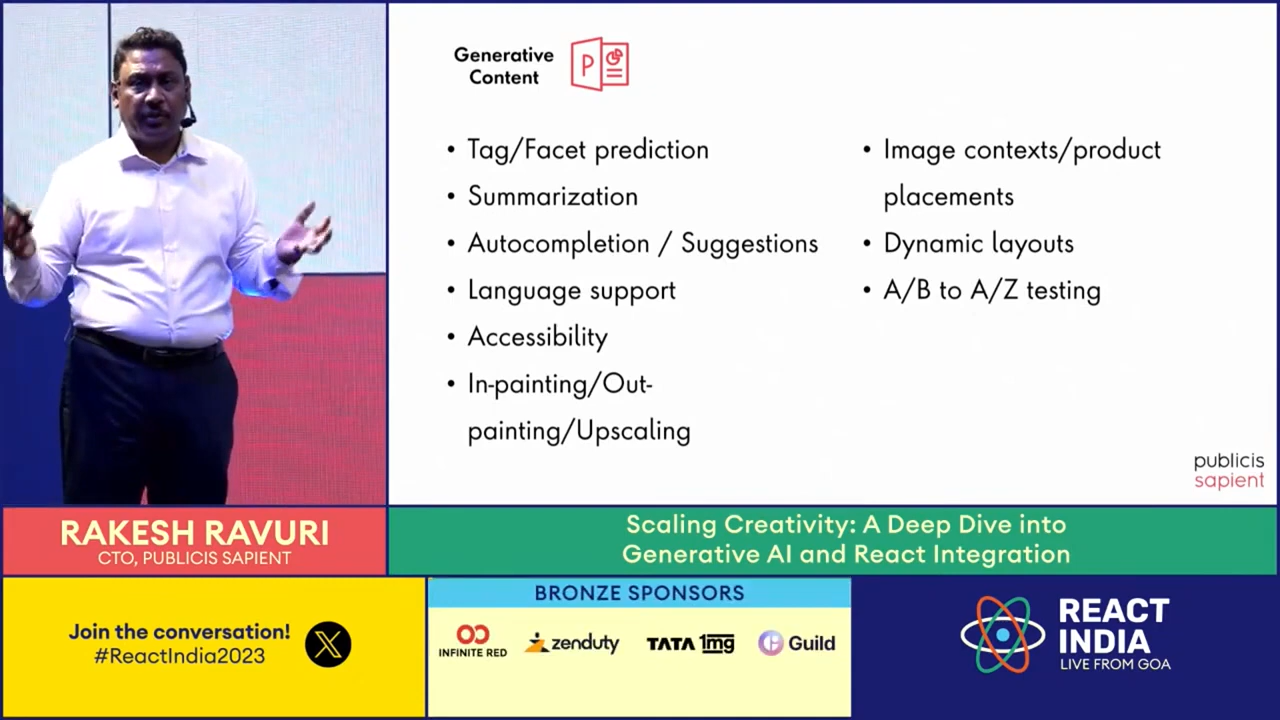 Generative
Content
P
• Tag/Facet prediction
• Summarization
• Autocompletion / Suggestions
• Language support
• Accessibility
• In-painting/Out-
painting/Upscaling
• Image contexts/product
placements
• Dynamic layouts
• A/B to A/Z testing
publicis
sapient
RAKESH RAVURI
CTO, PUBLICIS SAPIENT
Scaling Creativity: A Deep Dive into
Generative AI and React Integration
Join the conversation!
#ReactIndia2023
X
BRONZE SPONSORS
INFINITE RED
zenduty
TATA 1mg
Guild
REACT
INDIA
LIVE FROM GOA